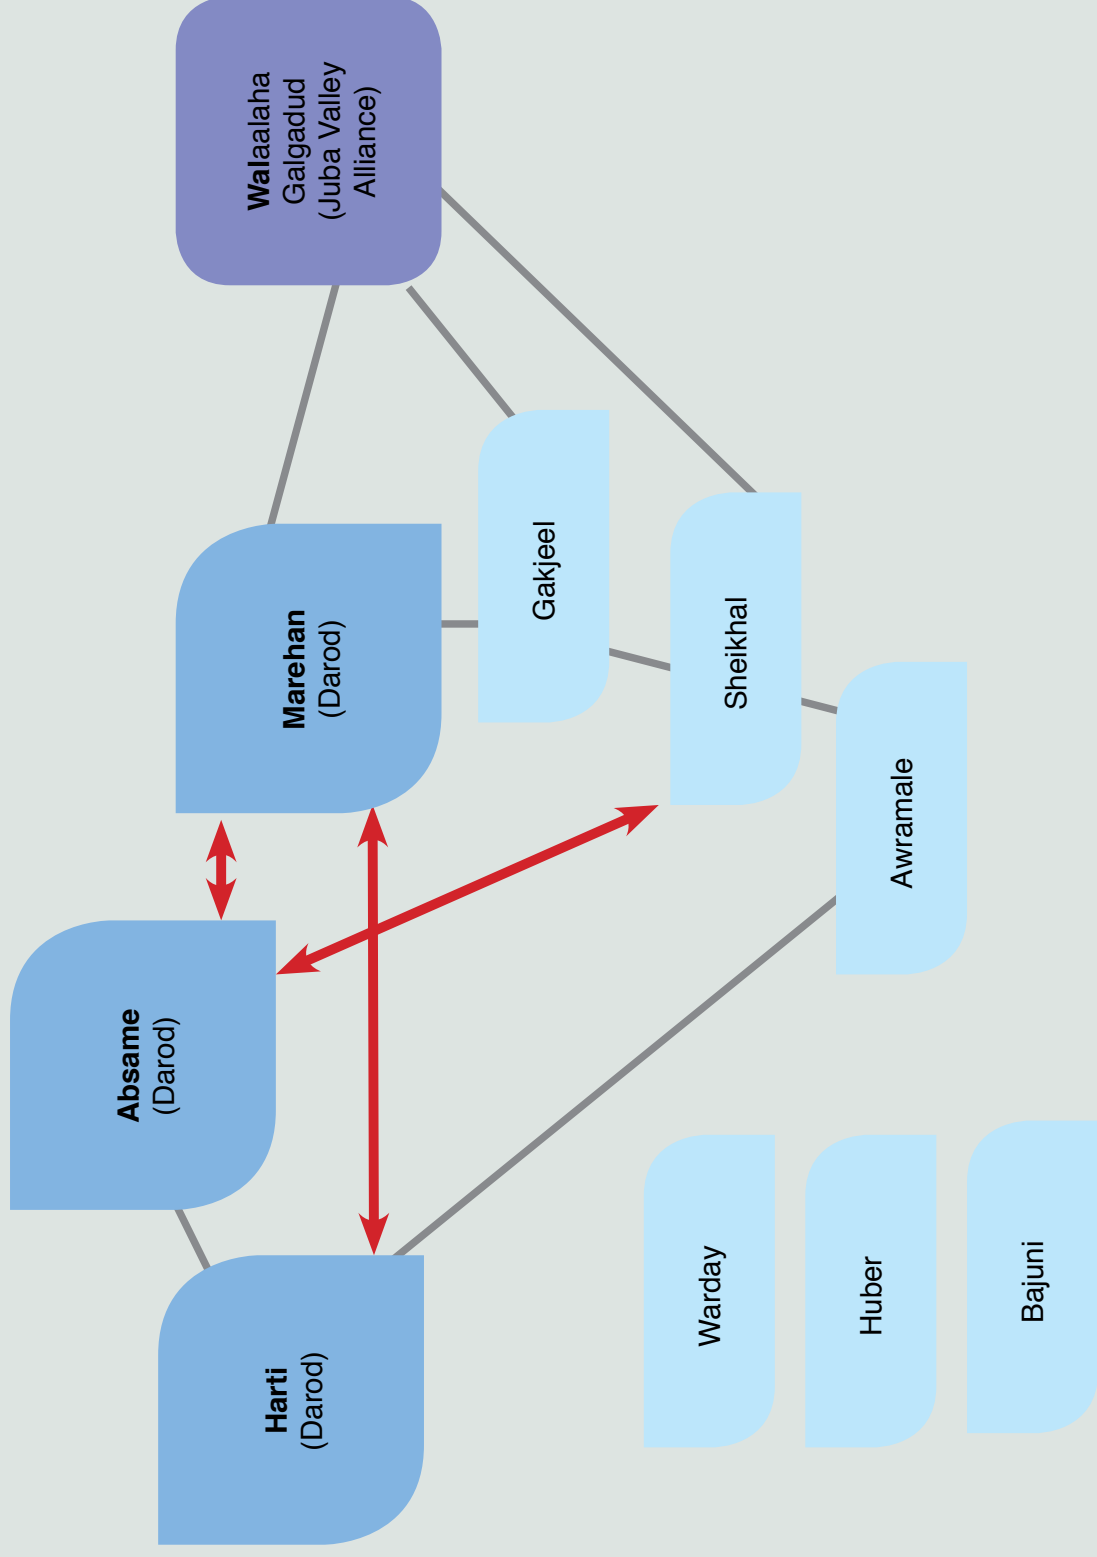 Harti
(Darod)
Absame
(Darod)
Marehan
(Darod)
Walaalaha
Galgadud
(Juba Valley
Alliance)
Gakjeel
Sheikhal
Awramale
Warday
Huber
Bajuni